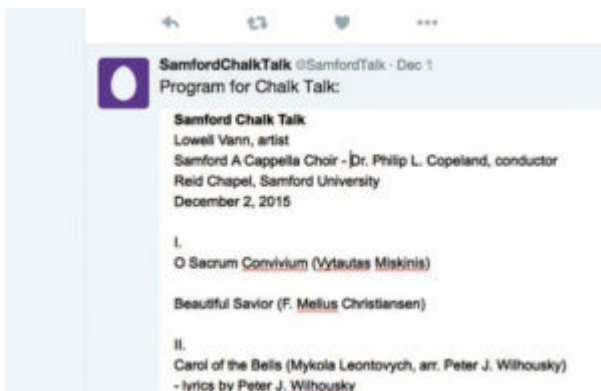 SamfordChalkTalk @SamfordTalk · Dec 1
Program for Chalk Talk:
Samford Chalk Talk
Lowell Vann, artist
Samford A Cappella Choir - Dr. Philip L. Copeland, conductor
Reid Chapel, Samford University
December 2, 2015
I.
O Sacrum Convivium (Vytautas Miskinis)
Beautiful Savior (F. Melius Christiansen)
II.
Carol of the Bells (Mykola Leontovych, arr. Peter J. Wilhousky)
- lyrics by Peter J. Wilhousky